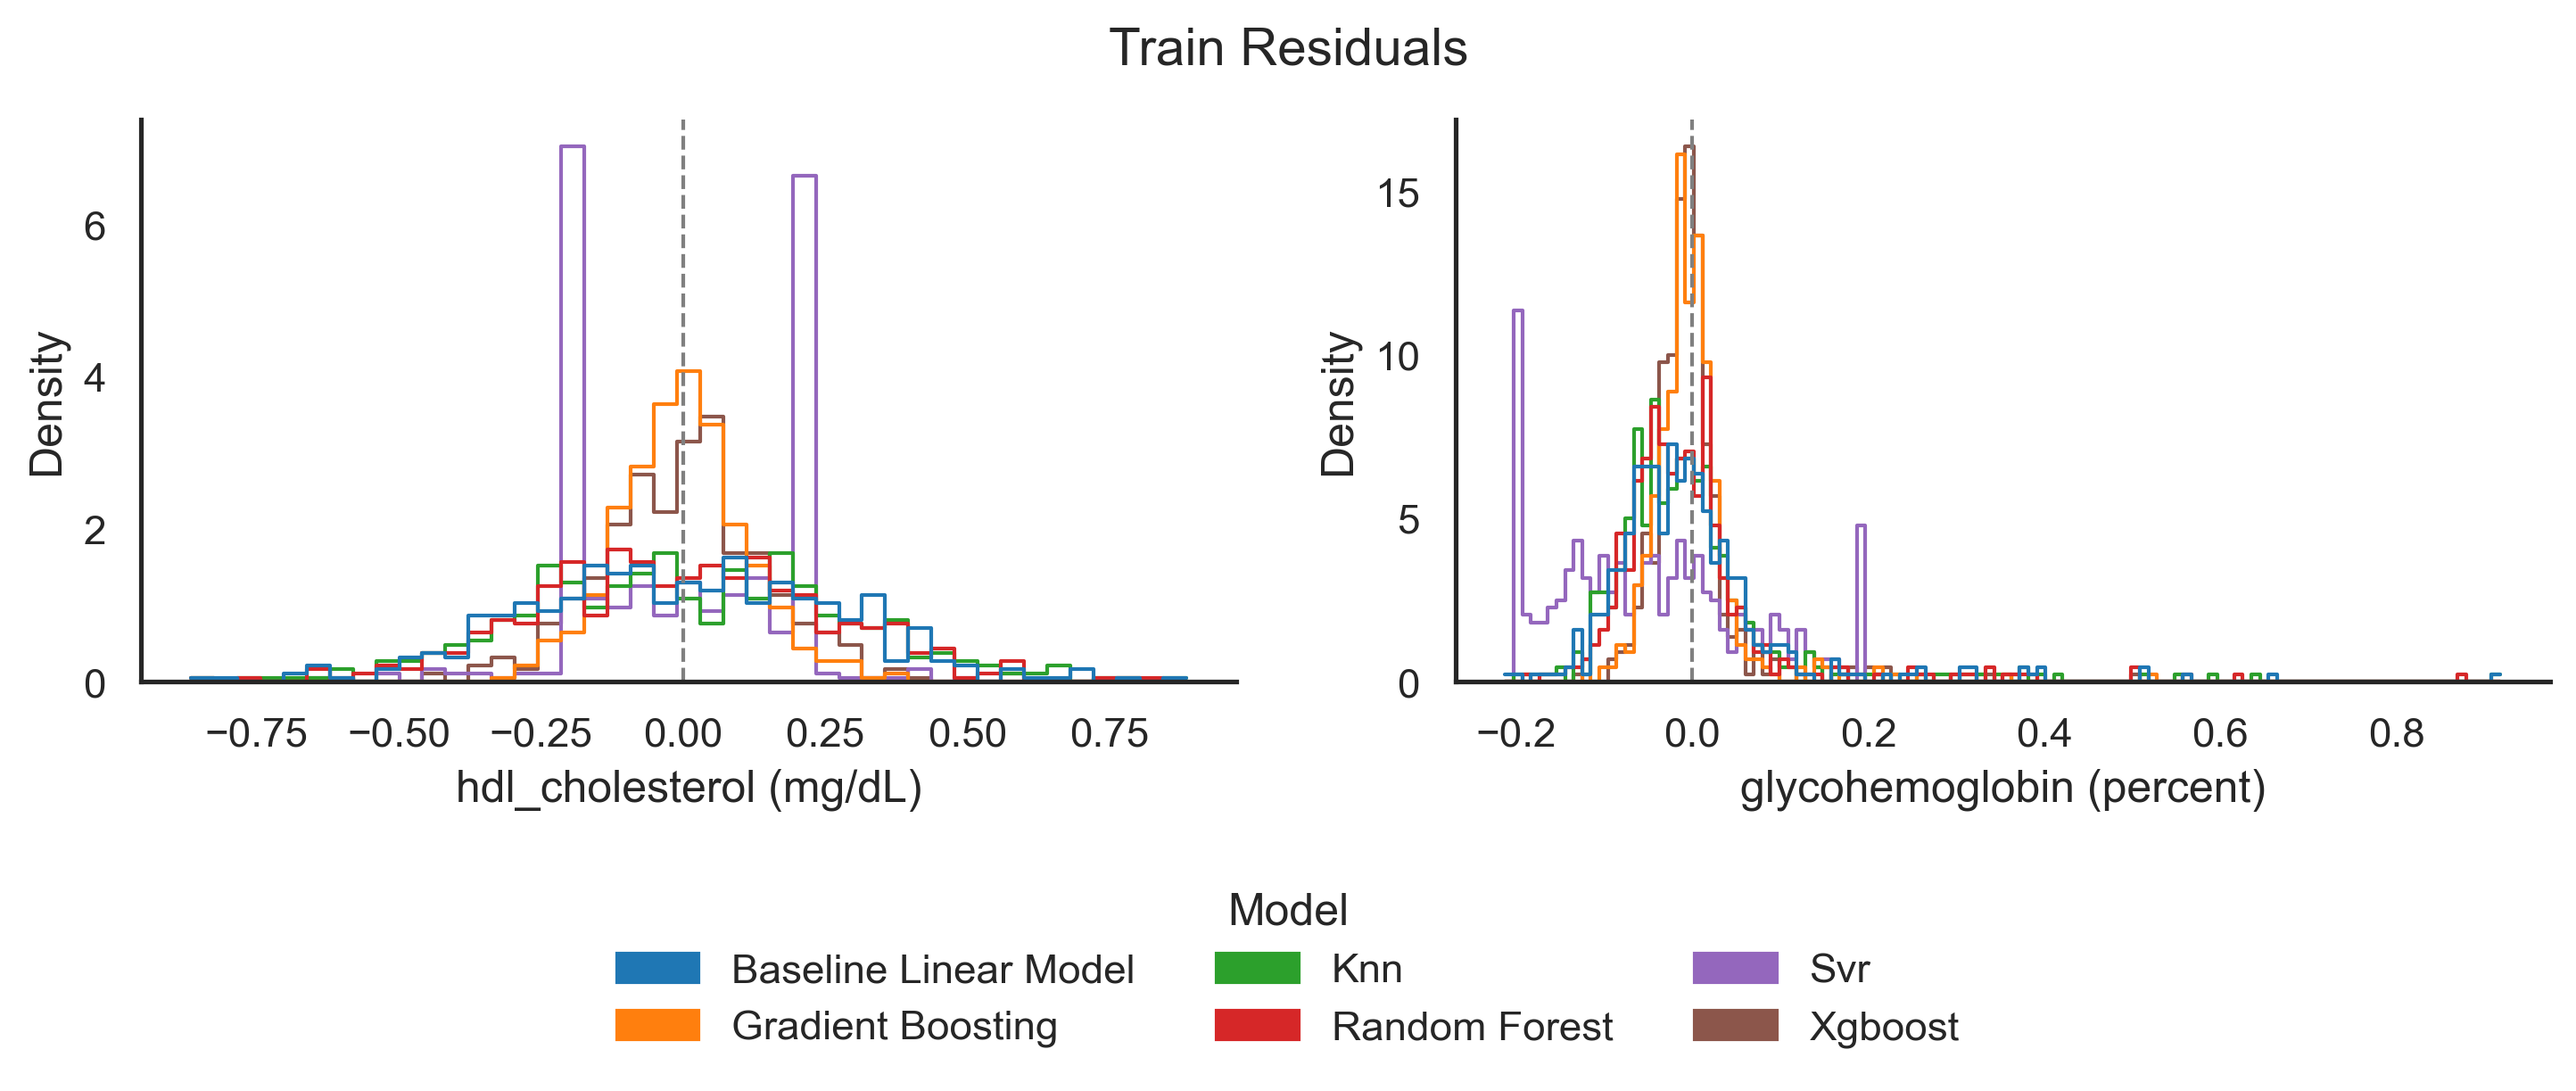 Train Residuals
Density
6
4
2
0
−0.75 −0.50 −0.25 0.00 0.25 0.50 0.75
hdl_cholesterol (mg/dL)
Density
15
10
5
0
−0.2 0.0 0.2 0.4 0.6 0.8
glycohemoglobin (percent)
Model
Baseline Linear Model Knn Svr
Gradient Boosting Random Forest Xgboost